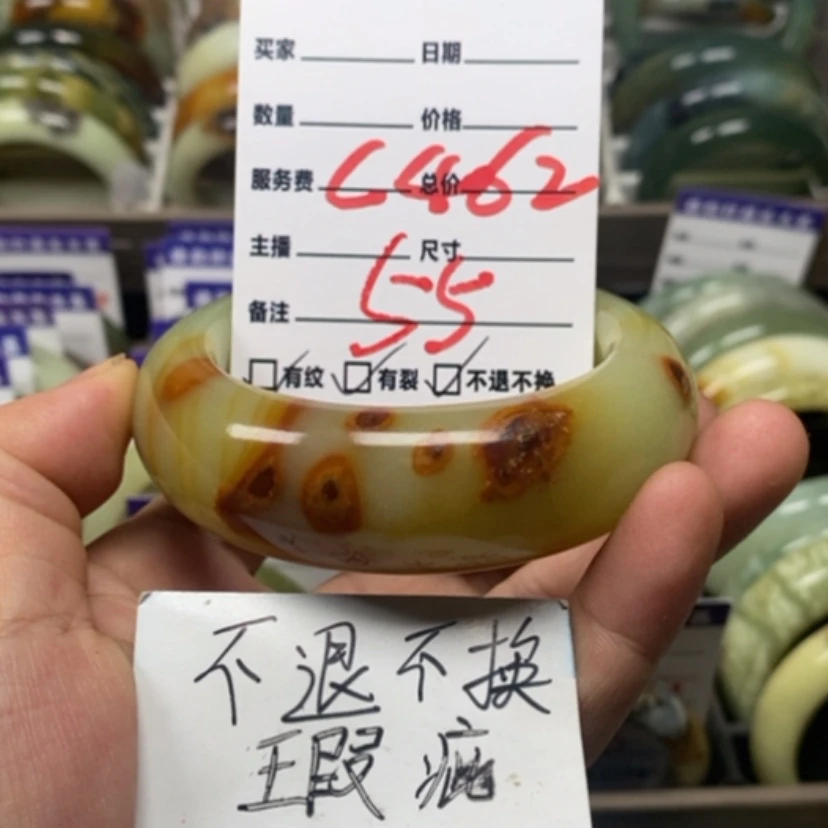 买家 日期
数量 价格
服务费 总价
C462
主播 尺寸
55
备注
有纹 有裂 不退不换
不退不换
瑕疵